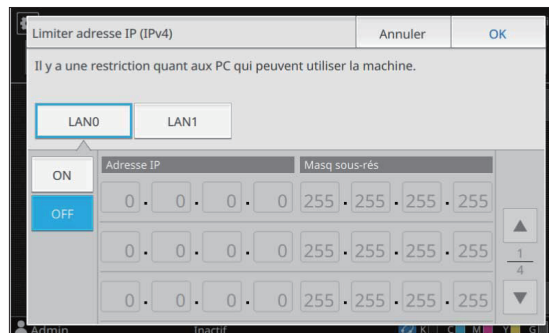 Limiter adresse IP (IPv4) Annuler OK
Il y a une restriction quant aux PC qui peuvent utiliser la machine.
LAN0 LAN1
ON
OFF
Adresse IP Masq sous-rés
0. 0. 0. 0 255. 255. 255. 255
0. 0. 0. 0 255. 255. 255. 255
0. 0. 0. 0 255. 255. 255. 255
1
4
Admin Inactif K C M Y